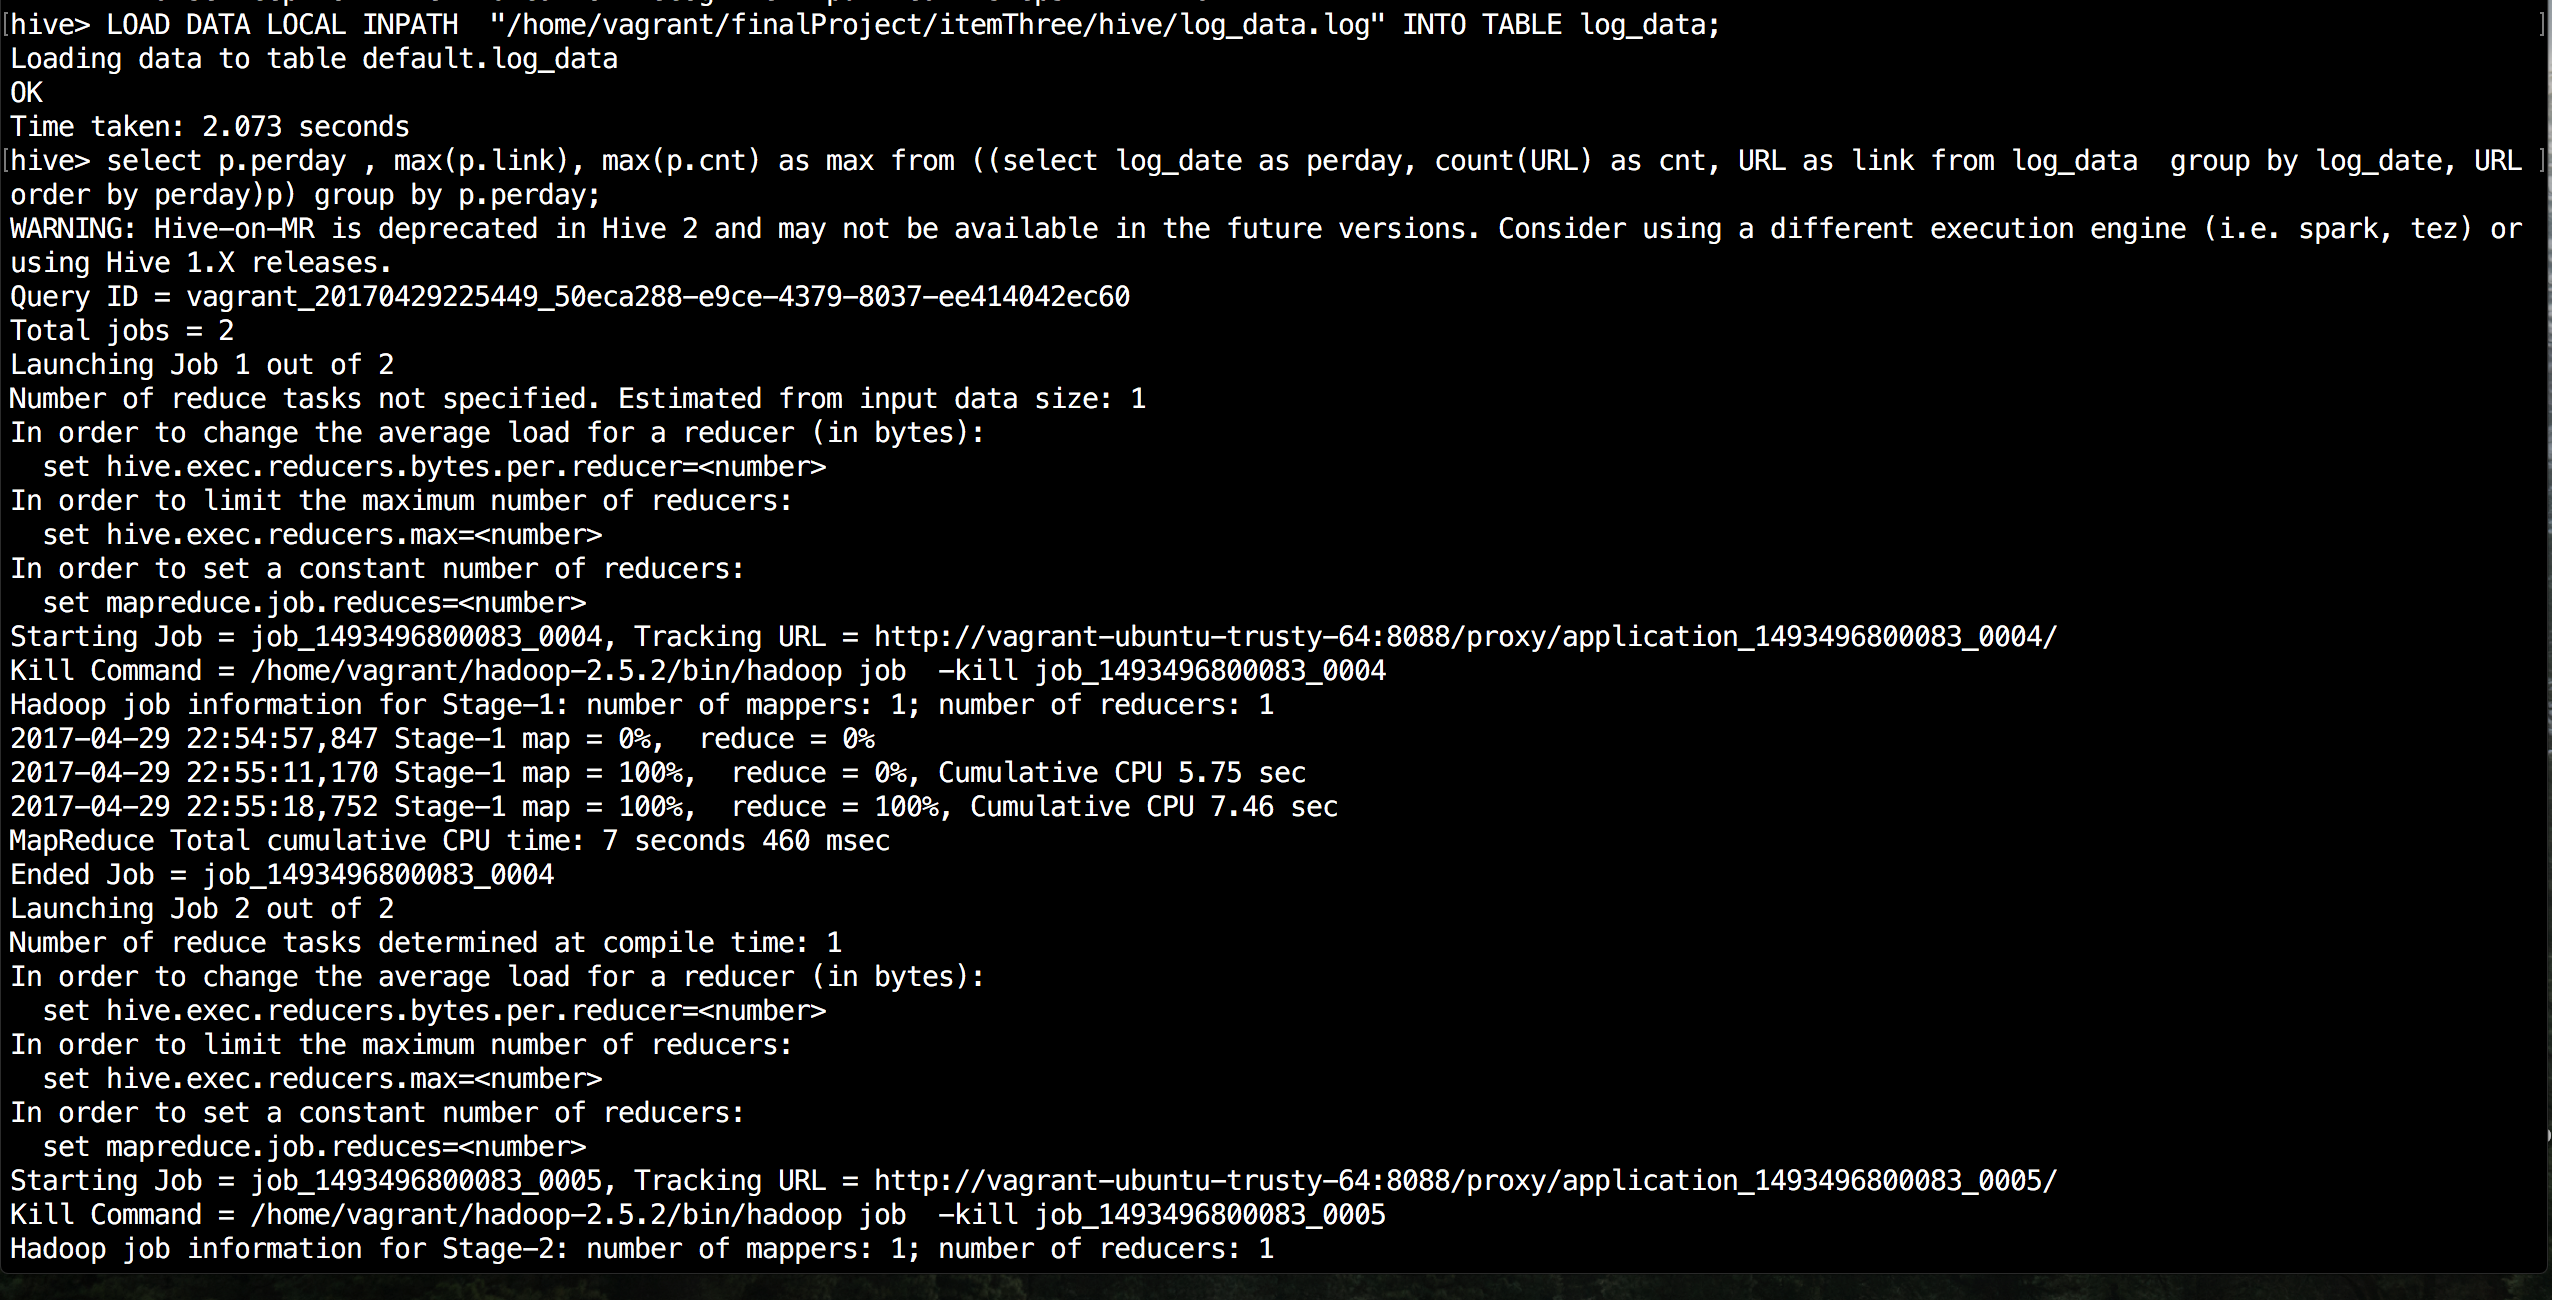 hive> LOAD DATA LOCAL INPATH  "/home/vagrant/finalProject/itemThree/hive/log_data.log" INTO TABLE log_data;
Loading data to table default.log_data
OK
Time taken: 2.073 seconds
hive> select p.perday , max(p.link), max(p.cnt) as max from ((select log_date as perday, count(URL) as cnt, URL as link from log_data  group by log_date, URL
order by perday)p) group by p.perday;
WARNING: Hive-on-MR is deprecated in Hive 2 and may not be available in the future versions. Consider using a different execution engine (i.e. spark, tez) or
using Hive 1.X releases.
Query ID = vagrant_20170429225449_50eca288-e9ce-4379-8037-ee414042ec60
Total jobs = 2
Launching Job 1 out of 2
Number of reduce tasks not specified. Estimated from input data size: 1
In order to change the average load for a reducer (in bytes):
  set hive.exec.reducers.bytes.per.reducer=<number>
In order to limit the maximum number of reducers:
  set hive.exec.reducers.max=<number>
In order to set a constant number of reducers:
  set mapreduce.job.reduces=<number>
Starting Job = job_1493496800083_0004, Tracking URL = http://vagrant-ubuntu-trusty-64:8088/proxy/application_1493496800083_0004/
Kill Command = /home/vagrant/hadoop-2.5.2/bin/hadoop job  -kill job_1493496800083_0004
Hadoop job information for Stage-1: number of mappers: 1; number of reducers: 1
2017-04-29 22:54:57,847 Stage-1 map = 0%,  reduce = 0%
2017-04-29 22:55:11,170 Stage-1 map = 100%,  reduce = 0%, Cumulative CPU 5.75 sec
2017-04-29 22:55:18,752 Stage-1 map = 100%,  reduce = 100%, Cumulative CPU 7.46 sec
MapReduce Total cumulative CPU time: 7 seconds 460 msec
Ended Job = job_1493496800083_0004
Launching Job 2 out of 2
Number of reduce tasks determined at compile time: 1
In order to change the average load for a reducer (in bytes):
  set hive.exec.reducers.bytes.per.reducer=<number>
In order to limit the maximum number of reducers:
  set hive.exec.reducers.max=<number>
In order to set a constant number of reducers:
  set mapreduce.job.reduces=<number>
Starting Job = job_1493496800083_0005, Tracking URL = http://vagrant-ubuntu-trusty-64:8088/proxy/application_1493496800083_0005/
Kill Command = /home/vagrant/hadoop-2.5.2/bin/hadoop job  -kill job_1493496800083_0005
Hadoop job information for Stage-2: number of mappers: 1; number of reducers: 1